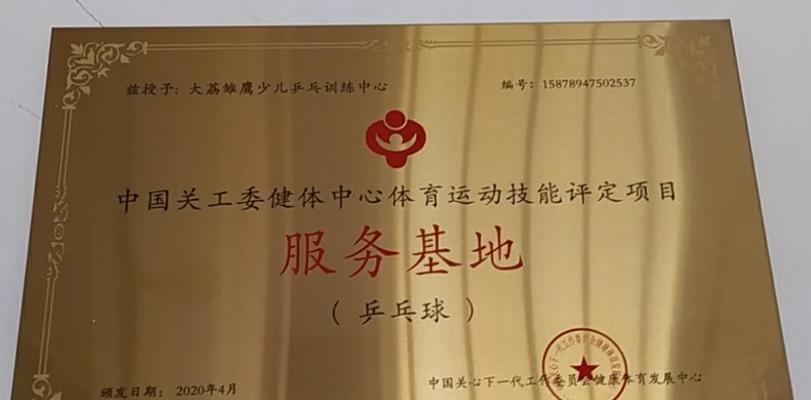 兹授予：大荔雏鹰少儿乒乓训练中心
编号：15878947502537
中国关工委健体中心体育运动技能评定项目
服务基地
（乒乓球）
颁发日期：2020年4月
中国关心下一代工作委员会健康体育发展中心